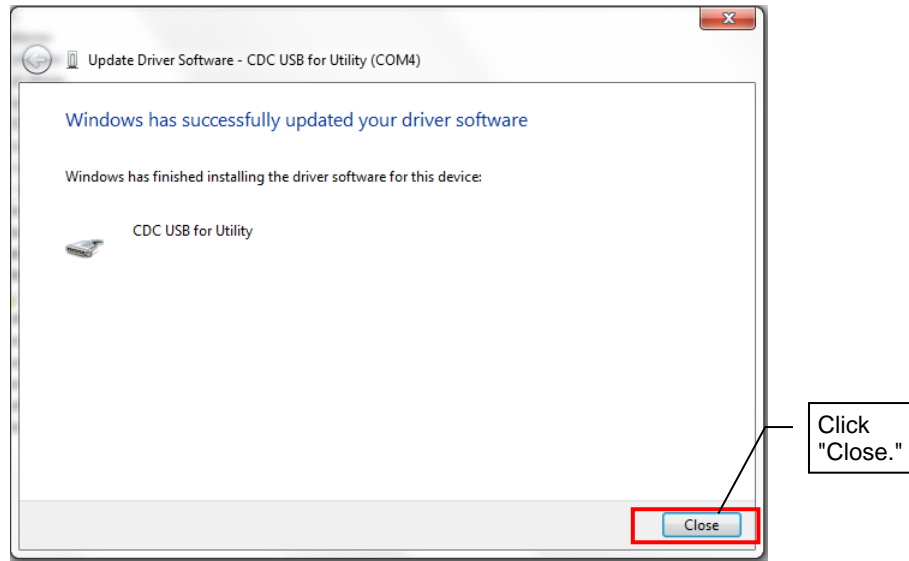 Update Driver Software - CDC USB for Utility (COM4)
Windows has successfully updated your driver software
Windows has finished installing the driver software for this device:
CDC USB for Utility
Click
"Close."
Close